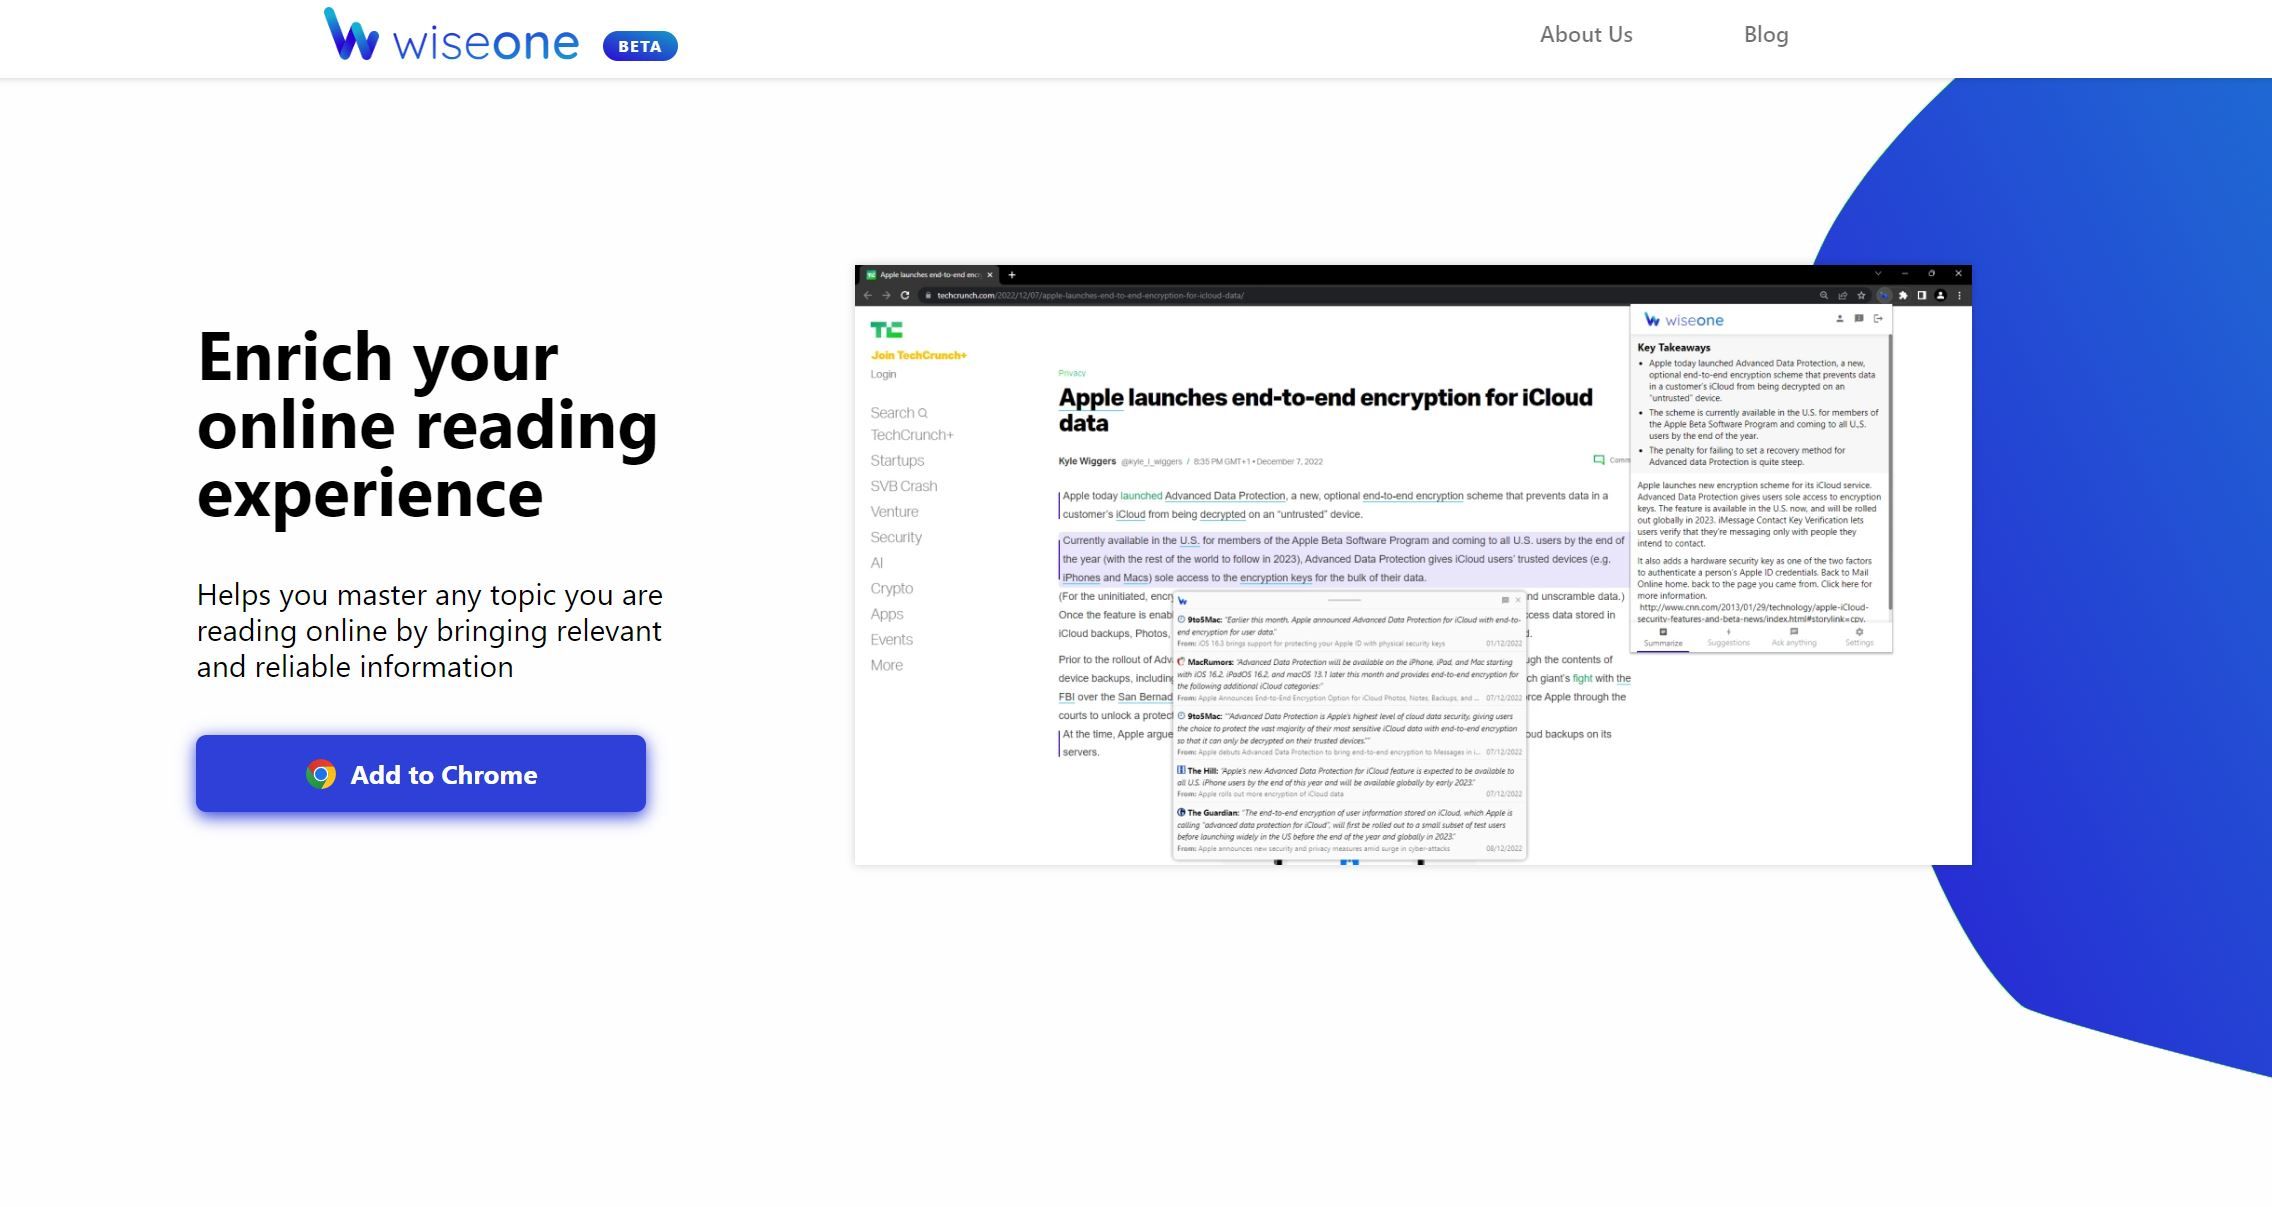 wiseone BETA
About Us
Blog
Enrich your
online reading
experience
Helps you master any topic you are
reading online by bringing relevant
and reliable information
Add to Chrome
Apple launches end-to-end encr
techcrunch.com/2022/12/07/apple-launches-end-to-end-encryption-for-icloud-data/
TC
Join TechCrunch+
Login
Search
TechCrunch+
Startups
SVB Crash
Venture
Security
AI
Crypto
Apps
Events
More
Privacy
Apple launches end-to-end encryption for iCloud
data
Kyle Wiggers @kyle_l_wiggers / 8:35 PM GMT+1 • December 7, 2022
Comm
Apple today launched Advanced Data Protection, a new, optional end-to-end encryption scheme that prevents data in a
customer's iCloud from being decrypted on an "untrusted" device.
Currently available in the U.S. for members of the Apple Beta Software Program and coming to all U.S. users by the end of
the year (with the rest of the world to follow in 2023), Advanced Data Protection gives iCloud users' trusted devices (e.g.
iPhones and Macs) sole access to the encryption keys for the bulk of their data.
(For the uninitiated, encry nd unscramble data.)
Once the feature is enabl cess data stored in
iCloud backups, Photos, d.
Prior to the rollout of Adv ugh the contents of
device backups, including ch giant's fight with the
FBI over the San Bernad rce Apple through the
courts to unlock a protect
At the time, Apple argue oud backups on its
servers.
9to5Mac: "Earlier this month, Apple announced Advanced Data Protection for iCloud with end-to-
end encryption for user data."
From: iOS 16.3 brings support for protecting your Apple ID with physical security keys 01/12/2022
MacRumors: "Advanced Data Protection will be available on the iPhone, iPad, and Mac starting
with iOS 16.2, iPadOS 16.2, and macOS 13.1 later this month and provides end-to-end encryption for
the following additional iCloud categories:"
From: Apple Announces End-to-End Encryption Option for iCloud Photos, Notes, Backups, and ... 07/12/2022
9to5Mac: ""Advanced Data Protection is Apple's highest level of cloud data security, giving users
the choice to protect the vast majority of their most sensitive iCloud data with end-to-end encryption
so that it can only be decrypted on their trusted devices.""
From: Apple debuts Advanced Data Protection to bring end-to-end encryption to Messages in i... 07/12/2022
The Hill: "Apple's new Advanced Data Protection for iCloud feature is expected to be available to
all U.S. iPhone users by the end of this year and will be available globally by early 2023."
From: Apple rolls out more encryption of iCloud data 07/12/2022
The Guardian: "The end-to-end encryption of user information stored on iCloud, which Apple is
calling "advanced data protection for iCloud", will first be rolled out to a small subset of test users
before launching widely in the US before the end of the year and globally in 2023."
From: Apple announces new security and privacy measures amid surge in cyber-attacks 08/12/2022
wiseone
Key Takeaways
• Apple today launched Advanced Data Protection, a new,
optional end-to-end encryption scheme that prevents data
in a customer's iCloud from being decrypted on an
"untrusted" device.
• The scheme is currently available in the U.S. for members of
the Apple Beta Software Program and coming to all U.,S.
users by the end of the year.
• The penalty for failing to set a recovery method for
Advanced data Protection is quite steep.
Apple launches new encryption scheme for its iCloud service.
Advanced Data Protection gives users sole access to encryption
keys. The feature is available in the U.S. now, and will be rolled
out globally in 2023. iMessage Contact Key Verification lets
users verify that they're messaging only with people they
intend to contact.
It also adds a hardware security key as one of the two factors
to authenticate a person's Apple ID credentials. Back to Mail
Online home. back to the page you came from. Click here for
more information.
http://www.cnn.com/2013/01/29/technology/apple-iCloud-
security-features-and-beta-news/index.html#storylink=cpy.
Summarize
Suggestions
Ask anything
Settings